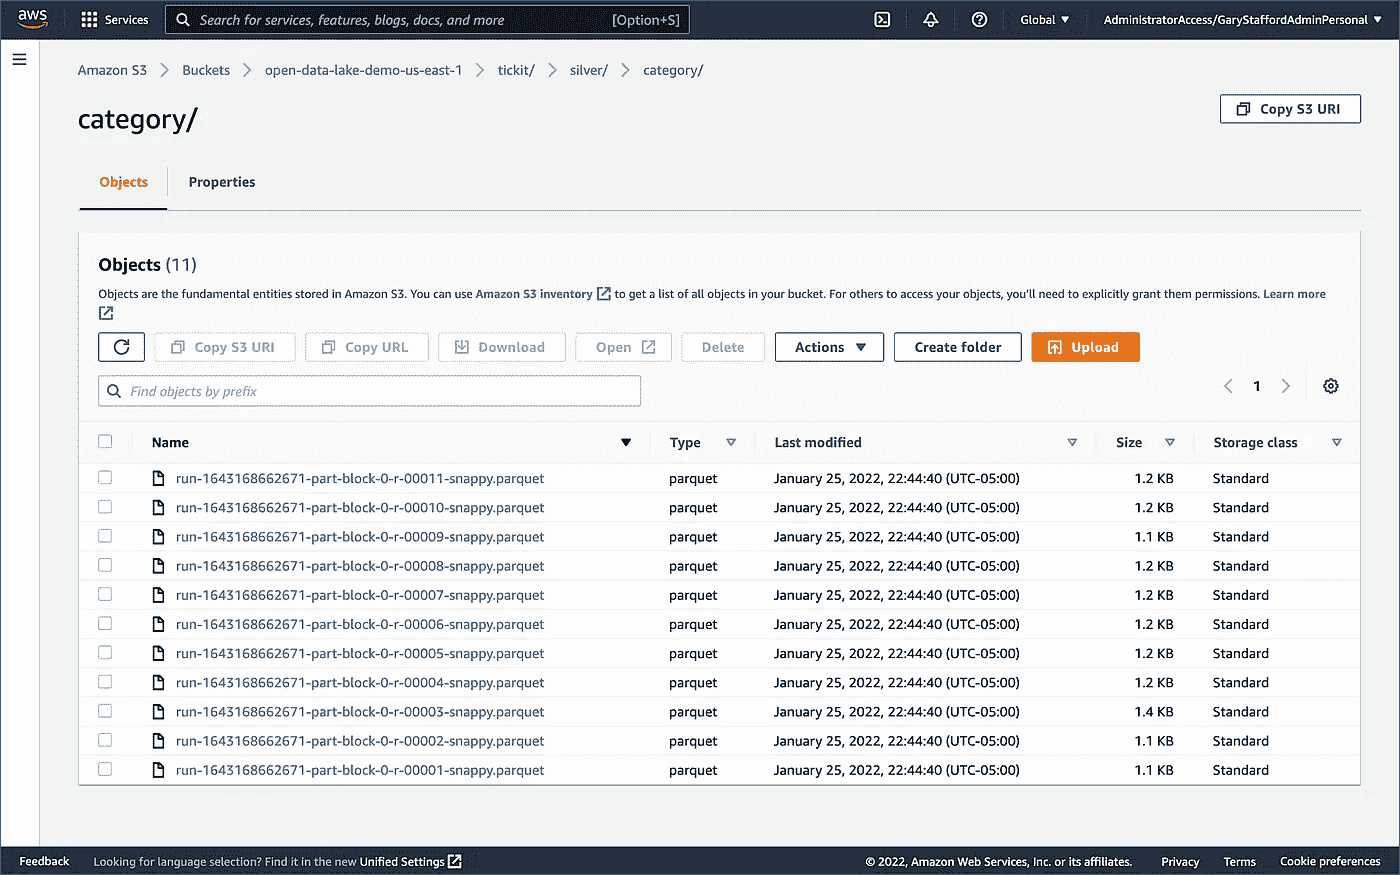 aws Services Search for services, features, blogs, docs, and more [Option+S] Global ▼ AdministratorAccess/GaryStaffordAdminPersonal ▼
Amazon S3 > Buckets > open-data-lake-demo-us-east-1 > tickit/ > silver/ > category/
category/
Copy S3 URI
Objects Properties
Objects (11)
Objects are the fundamental entities stored in Amazon S3. You can use Amazon S3 inventory to get a list of all objects in your bucket. For others to access your objects, you'll need to explicitly grant them permissions. Learn more
Copy S3 URI Copy URL Download Open Delete Actions ▼ Create folder Upload
Find objects by prefix
< 1 >
Name Type Last modified Size Storage class
run-1643168662671-part-block-0-r-00011-snappy.parquet parquet January 25, 2022, 22:44:40 (UTC-05:00) 1.2 KB Standard
run-1643168662671-part-block-0-r-00010-snappy.parquet parquet January 25, 2022, 22:44:40 (UTC-05:00) 1.2 KB Standard
run-1643168662671-part-block-0-r-00009-snappy.parquet parquet January 25, 2022, 22:44:40 (UTC-05:00) 1.1 KB Standard
run-1643168662671-part-block-0-r-00008-snappy.parquet parquet January 25, 2022, 22:44:40 (UTC-05:00) 1.2 KB Standard
run-1643168662671-part-block-0-r-00007-snappy.parquet parquet January 25, 2022, 22:44:40 (UTC-05:00) 1.2 KB Standard
run-1643168662671-part-block-0-r-00006-snappy.parquet parquet January 25, 2022, 22:44:40 (UTC-05:00) 1.2 KB Standard
run-1643168662671-part-block-0-r-00005-snappy.parquet parquet January 25, 2022, 22:44:40 (UTC-05:00) 1.2 KB Standard
run-1643168662671-part-block-0-r-00004-snappy.parquet parquet January 25, 2022, 22:44:40 (UTC-05:00) 1.2 KB Standard
run-1643168662671-part-block-0-r-00003-snappy.parquet parquet January 25, 2022, 22:44:40 (UTC-05:00) 1.4 KB Standard
run-1643168662671-part-block-0-r-00002-snappy.parquet parquet January 25, 2022, 22:44:40 (UTC-05:00) 1.1 KB Standard
run-1643168662671-part-block-0-r-00001-snappy.parquet parquet January 25, 2022, 22:44:40 (UTC-05:00) 1.1 KB Standard
Feedback Looking for language selection? Find it in the new Unified Settings © 2022, Amazon Web Services, Inc. or its affiliates. Privacy Terms Cookie preferences